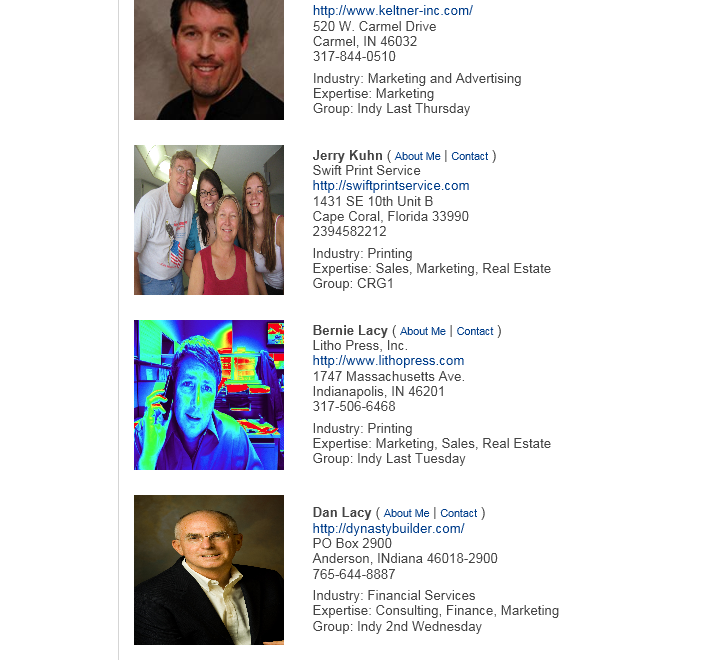 http://www.keltner-inc.com/
520 W. Carmel Drive
Carmel, IN 46032
317-844-0510
Industry: Marketing and Advertising
Expertise: Marketing
Group: Indy Last Thursday
Jerry Kuhn ( About Me | Contact )
Swift Print Service
http://swiftprintservice.com
1431 SE 10th Unit B
Cape Coral, Florida 33990
2394582212
Industry: Printing
Expertise: Sales, Marketing, Real Estate
Group: CRG1
Bernie Lacy ( About Me | Contact )
Litho Press, Inc.
http://www.lithopress.com
1747 Massachusetts Ave.
Indianapolis, IN 46201
317-506-6468
Industry: Printing
Expertise: Marketing, Sales, Real Estate
Group: Indy Last Tuesday
Dan Lacy ( About Me | Contact )
http://dynastybuilder.com/
PO Box 2900
Anderson, INdiana 46018-2900
765-644-8887
Industry: Financial Services
Expertise: Consulting, Finance, Marketing
Group: Indy 2nd Wednesday